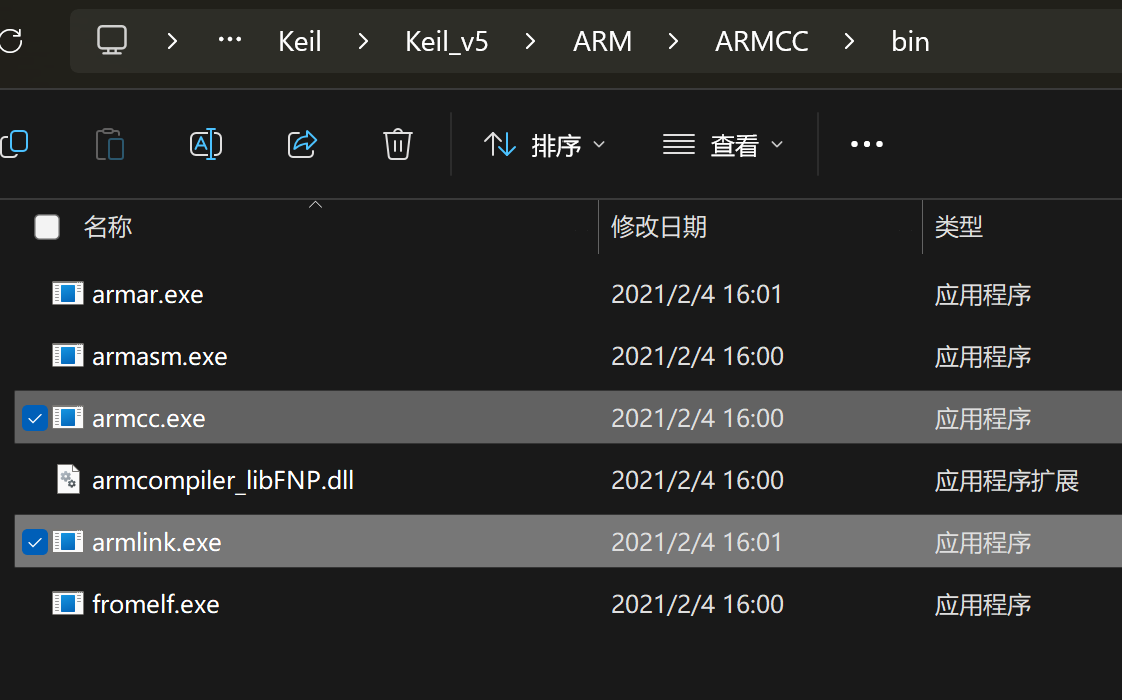 Keil > Keil_v5 > ARM > ARMCC > bin
排序 查看
名称 修改日期 类型
armar.exe 2021/2/4 16:01 应用程序
armasm.exe 2021/2/4 16:00 应用程序
armcc.exe 2021/2/4 16:00 应用程序
armcompiler_libFNP.dll 2021/2/4 16:00 应用程序扩展
armlink.exe 2021/2/4 16:01 应用程序
fromelf.exe 2021/2/4 16:00 应用程序